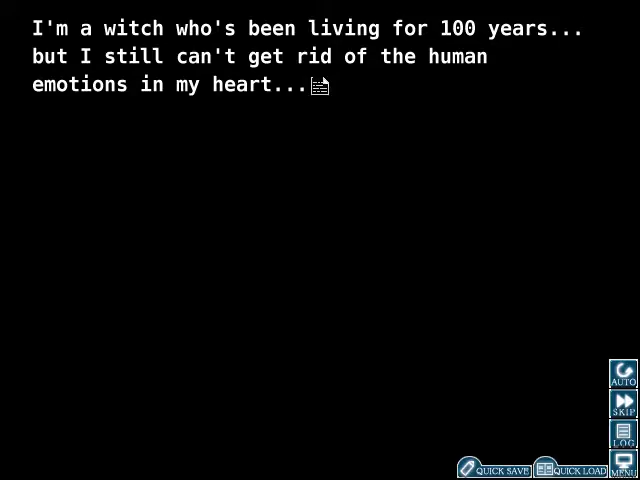 I'm a witch who's been living for 100 years...
but I still can't get rid of the human
emotions in my heart...
AUTO
SKIP
LOG
QUICK SAVE
QUICK LOAD
MENU